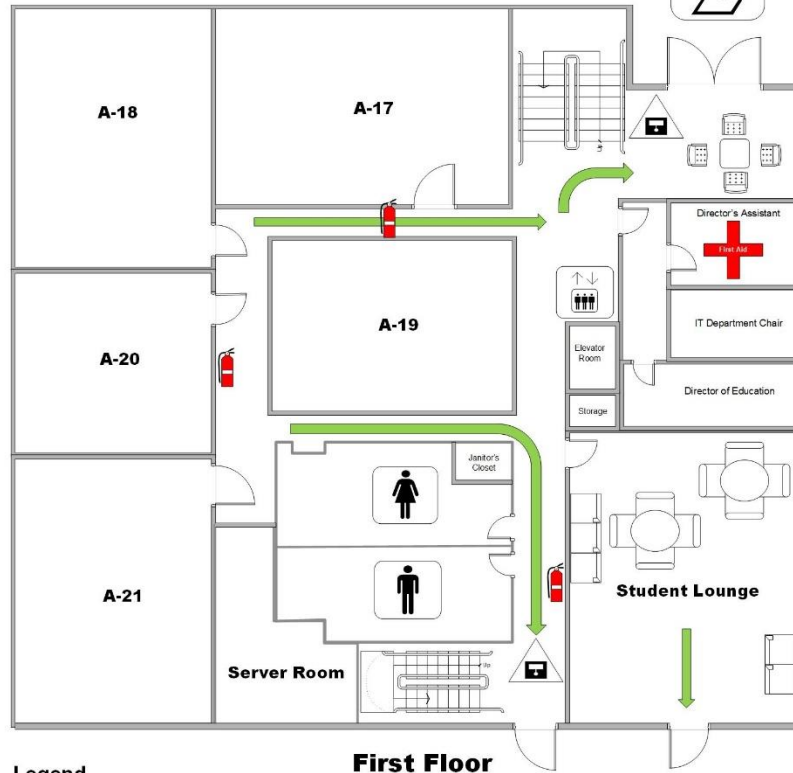 A-18
A-17
Director's Assistant
First Aid
A-19
IT Department Chair
A-20
Elevator
Room
Director of Education
Storage
Janitor's
Closet
A-21
Student Lounge
Server Room
First Floor
Legend